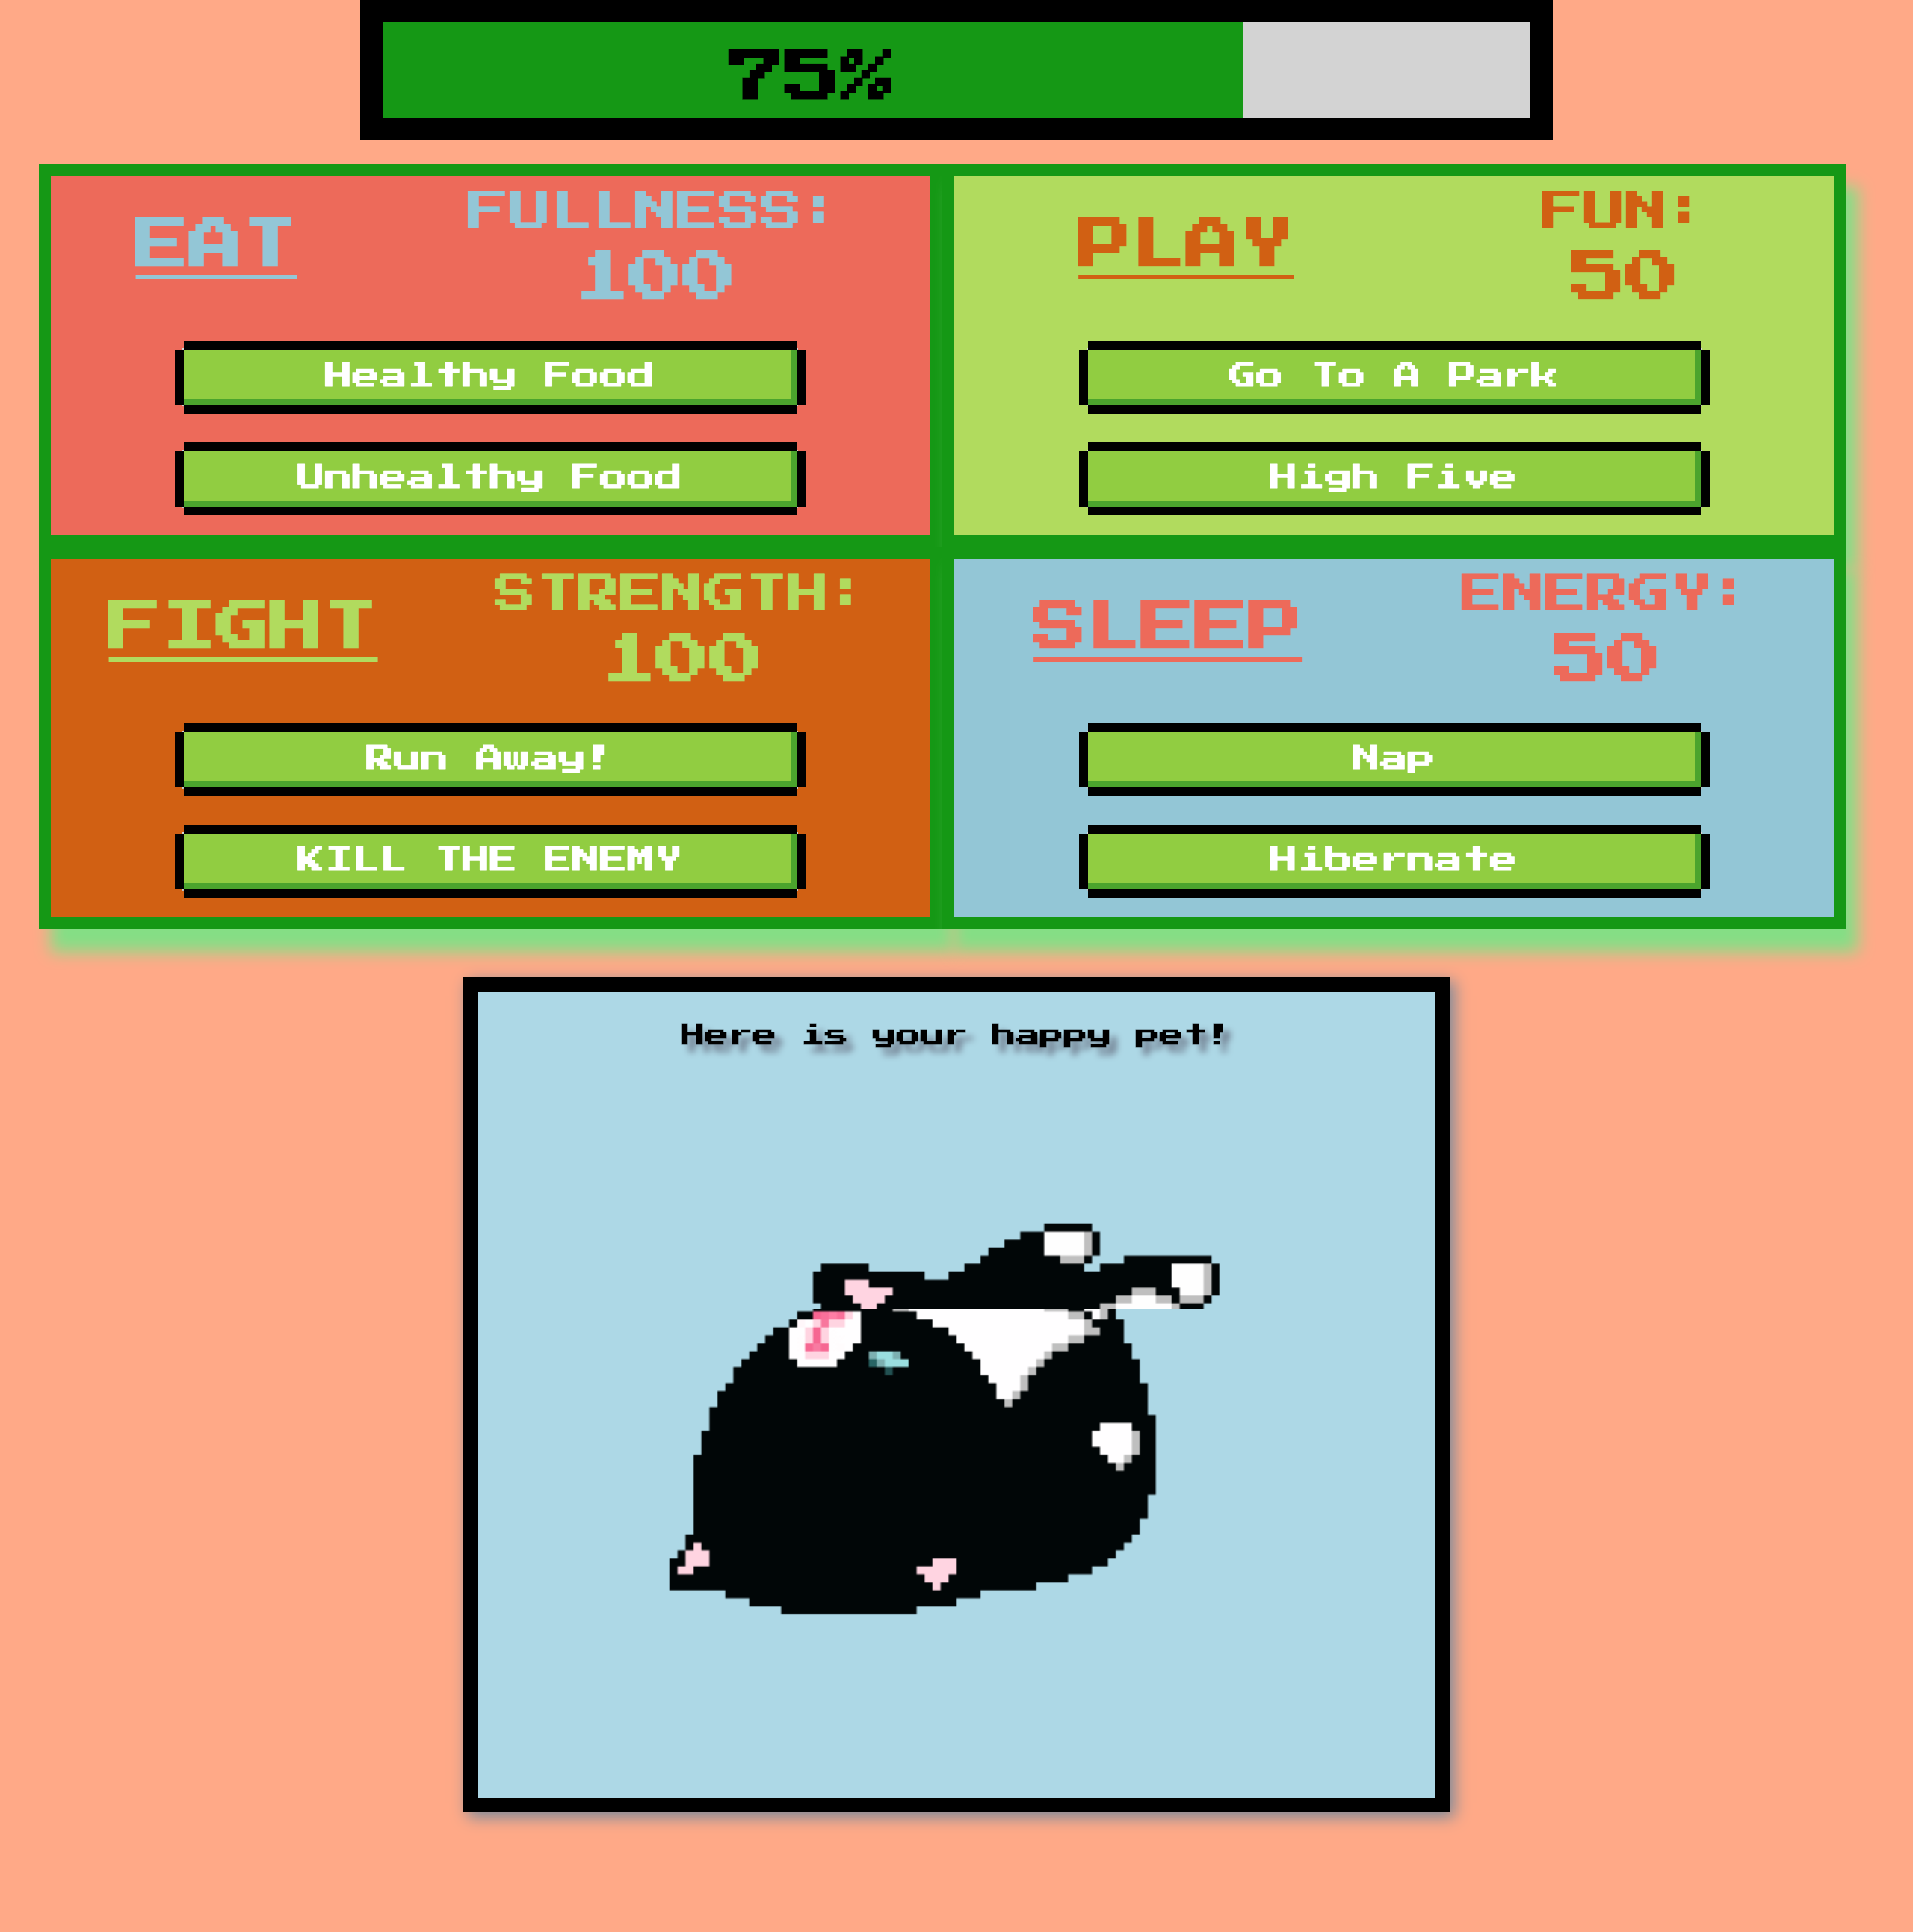 75%
EAT
FULLNESS:
100
Healthy Food
Unhealthy Food
PLAY
FUN:
50
Go To A Park
High Five
FIGHT
STRENGTH:
100
Run Away!
KILL THE ENEMY
SLEEP
ENERGY:
50
Nap
Hibernate
Here is your happy pet!